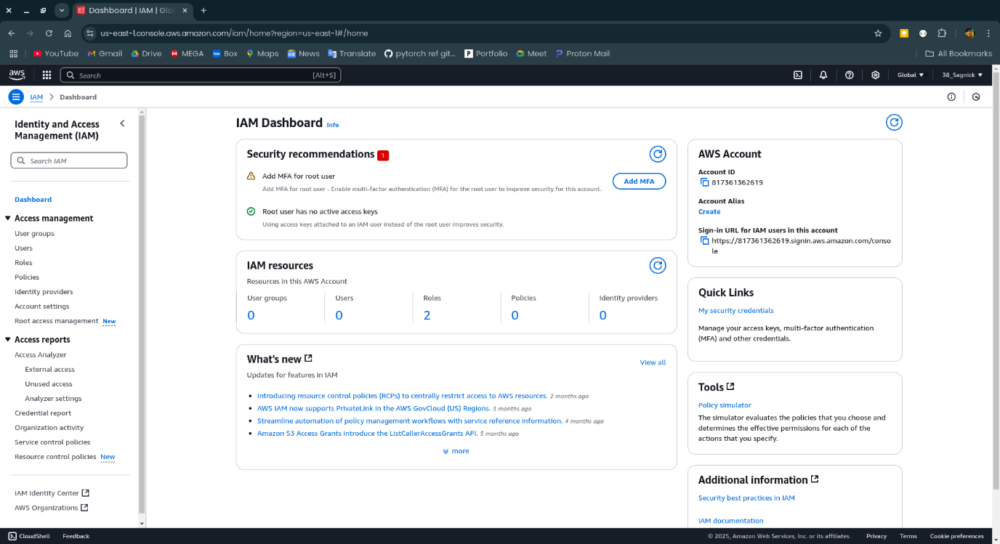 Dashboard | IAM | Glob
us-east-1.console.aws.amazon.com/iam/home?region=us-east-1#/home
YouTube
Gmail
Drive
MEGA
Box
Maps
News
Translate
pytorch ref git...
Portfolio
Meet
Proton Mail
All Bookmarks
aws
Search
[Alt+S]
Global
38_Sagnick
IAM
Dashboard
Identity and Access
Management (IAM)
Search IAM
Dashboard
Access management
User groups
Users
Roles
Policies
Identity providers
Account settings
Root access management New
Access reports
Access Analyzer
External access
Unused access
Analyzer settings
Credential report
Organization activity
Service control policies
Resource control policies New
IAM Identity Center
AWS Organizations
IAM Dashboard Info
Security recommendations 1
Add MFA for root user
Add MFA for root user - Enable multi-factor authentication (MFA) for the root user to improve security for this account.
Add MFA
Root user has no active access keys
Using access keys attached to an IAM user instead of the root user improves security.
IAM resources
Resources in this AWS Account
User groups
0
Users
0
Roles
2
Policies
0
Identity providers
0
What's new
View all
Updates for features in IAM
Introducing resource control policies (RCPs) to centrally restrict access to AWS resources. 2 months ago
AWS IAM now supports PrivateLink in the AWS GovCloud (US) Regions. 3 months ago
Streamline automation of policy management workflows with service reference information. 4 months ago
Amazon S3 Access Grants introduce the ListCallerAccessGrants API. 5 months ago
more
AWS Account
Account ID
817361362619
Account Alias
Create
Sign-in URL for IAM users in this account
https://817361362619.signin.aws.amazon.com/conso
le
Quick Links
My security credentials
Manage your access keys, multi-factor authentication
(MFA) and other credentials.
Tools
Policy simulator
The simulator evaluates the policies that you choose and
determines the effective permissions for each of the
actions that you specify.
Additional information
Security best practices in IAM
IAM documentation
CloudShell
Feedback
© 2025, Amazon Web Services, Inc. or its affiliates.
Privacy
Terms
Cookie preferences